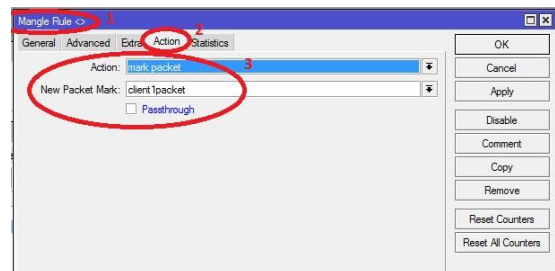 Mangle Rule <> 1
2
General Advanced Extra Action Statistics
3
Action: mark packet
New Packet Mark: client1packet
Passthrough
OK
Cancel
Apply
Disable
Comment
Copy
Remove
Reset Counters
Reset All Counters